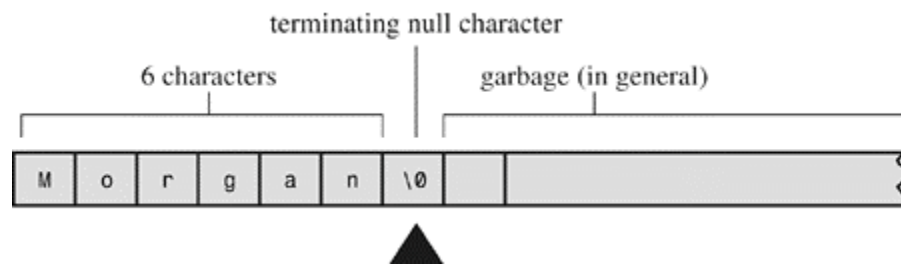 terminating null character
6 characters
garbage (in general)
M o r g a n \0